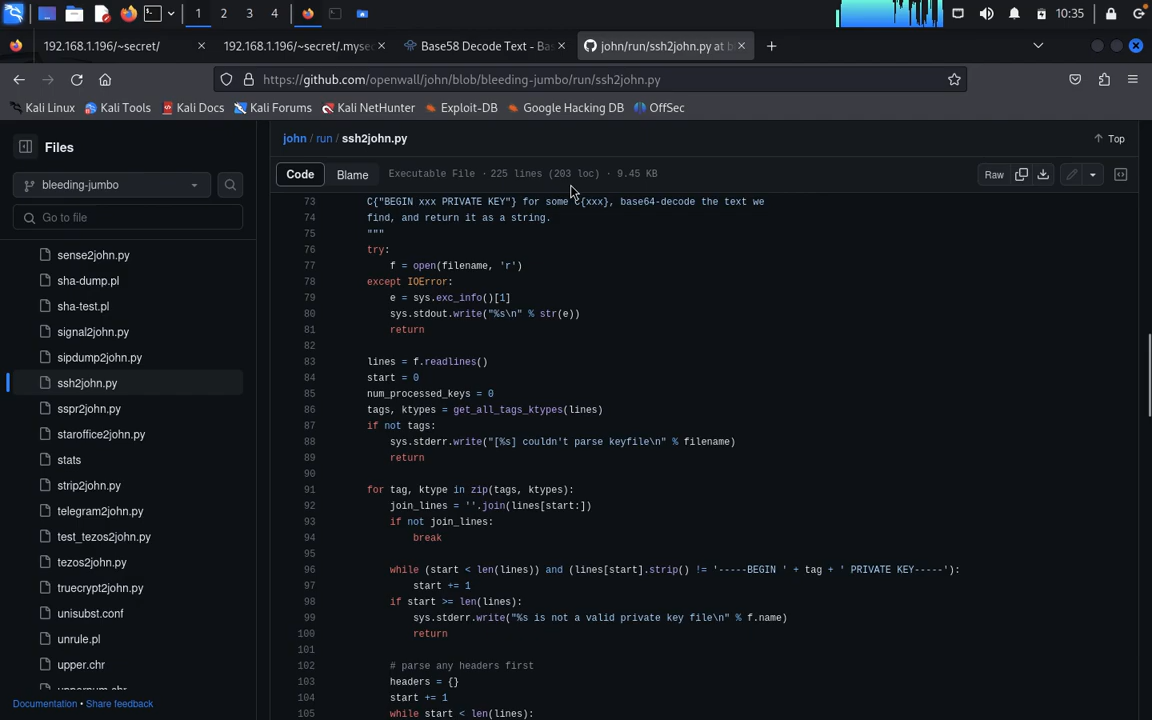 1 2 3 4 10:35
192.168.1.196/~secret/
192.168.1.196/~secret/.mysec
Base58 Decode Text - Bas
john/run/ssh2john.py at b
https://github.com/openwall/john/blob/bleeding-jumbo/run/ssh2john.py
Kali Linux Kali Tools Kali Docs Kali Forums Kali NetHunter Exploit-DB Google Hacking DB OffSec
Files
bleeding-jumbo
Go to file
sense2john.py
sha-dump.pl
sha-test.pl
signal2john.py
sipdump2john.py
ssh2john.py
sspr2john.py
staroffice2john.py
stats
strip2john.py
telegram2john.py
test_tezos2john.py
tezos2john.py
truecrypt2john.py
unisubst.conf
unrule.pl
upper.chr
Documentation • Share feedback
john / run / ssh2john.py
Top
Code Blame Executable File · 225 lines (203 loc) · 9.45 KB
Raw
73 C{"BEGIN xxx PRIVATE KEY"} for some C{xxx}, base64-decode the text we
74 find, and return it as a string.
75 """
76 try:
77 f = open(filename, 'r')
78 except IOError:
79 e = sys.exc_info()[1]
80 sys.stdout.write("%s\n" % str(e))
81 return
82
83 lines = f.readlines()
84 start = 0
85 num_processed_keys = 0
86 tags, ktypes = get_all_tags_ktypes(lines)
87 if not tags:
88 sys.stderr.write("[%s] couldn't parse keyfile\n" % filename)
89 return
90
91 for tag, ktype in zip(tags, ktypes):
92 join_lines = ''.join(lines[start:])
93 if not join_lines:
94 break
95
96 while (start < len(lines)) and (lines[start].strip() != '-----BEGIN ' + tag + ' PRIVATE KEY-----'):
97 start += 1
98 if start >= len(lines):
99 sys.stderr.write("%s is not a valid private key file\n" % f.name)
100 return
101
102 # parse any headers first
103 headers = {}
104 start += 1
105 while start < len(lines):